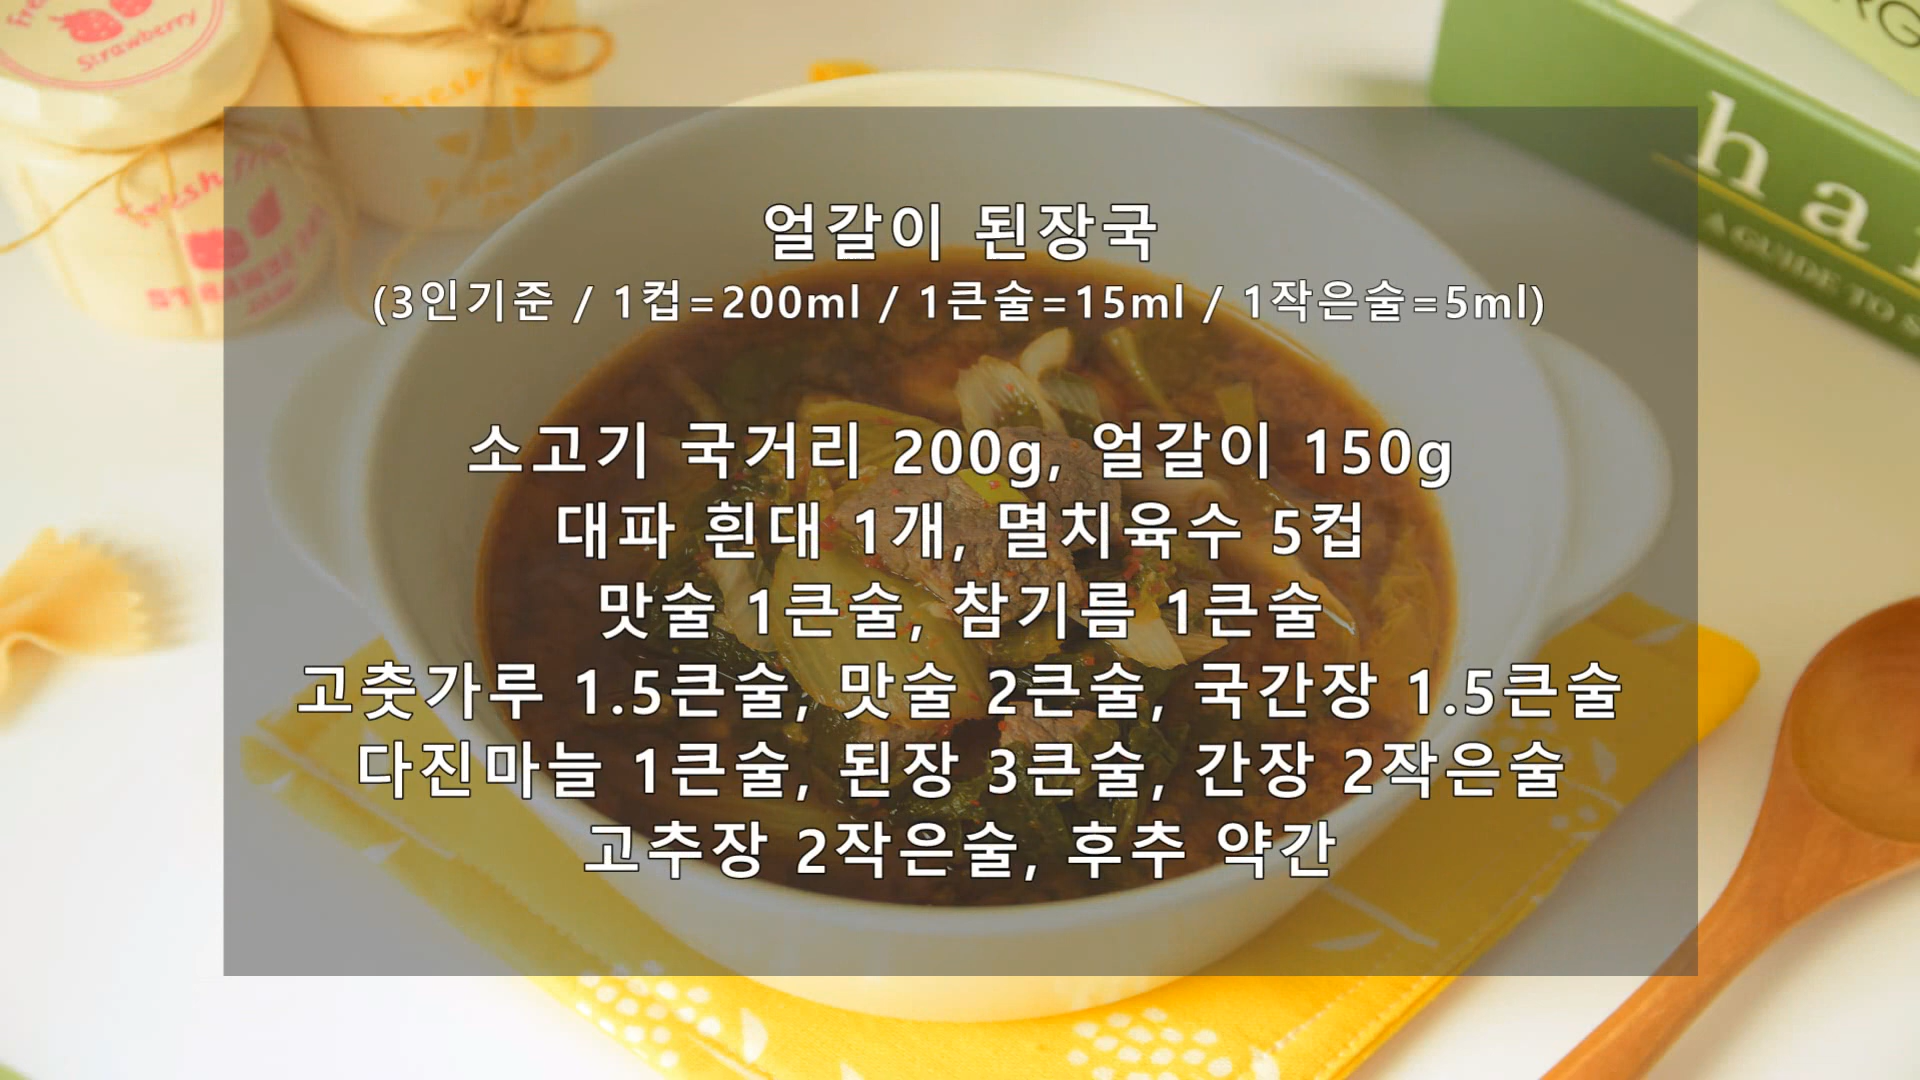 Strawberry
Fresh
얼갈이 된장국
(3인기준 / 1컵=200ml / 1큰술=15ml / 1작은술=5ml)
소고기 국거리 200g, 얼갈이 150g
대파 흰대 1개, 멸치육수 5컵
맛술 1큰술, 참기름 1큰술
고춧가루 1.5큰술, 맛술 2큰술, 국간장 1.5큰술
다진마늘 1큰술, 된장 3큰술, 간장 2작은술
고추장 2작은술, 후추 약간
ha
A GUIDE TO